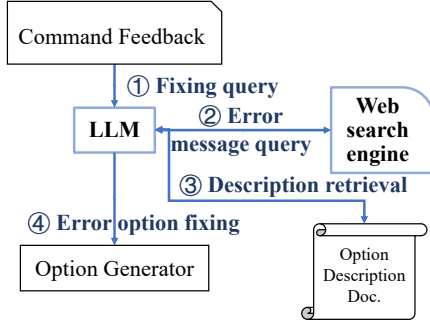 Command Feedback
① Fixing query
LLM
② Error
message query
Web
search
engine
③ Description retrieval
④ Error option fixing
Option Generator
Option
Description
Doc.